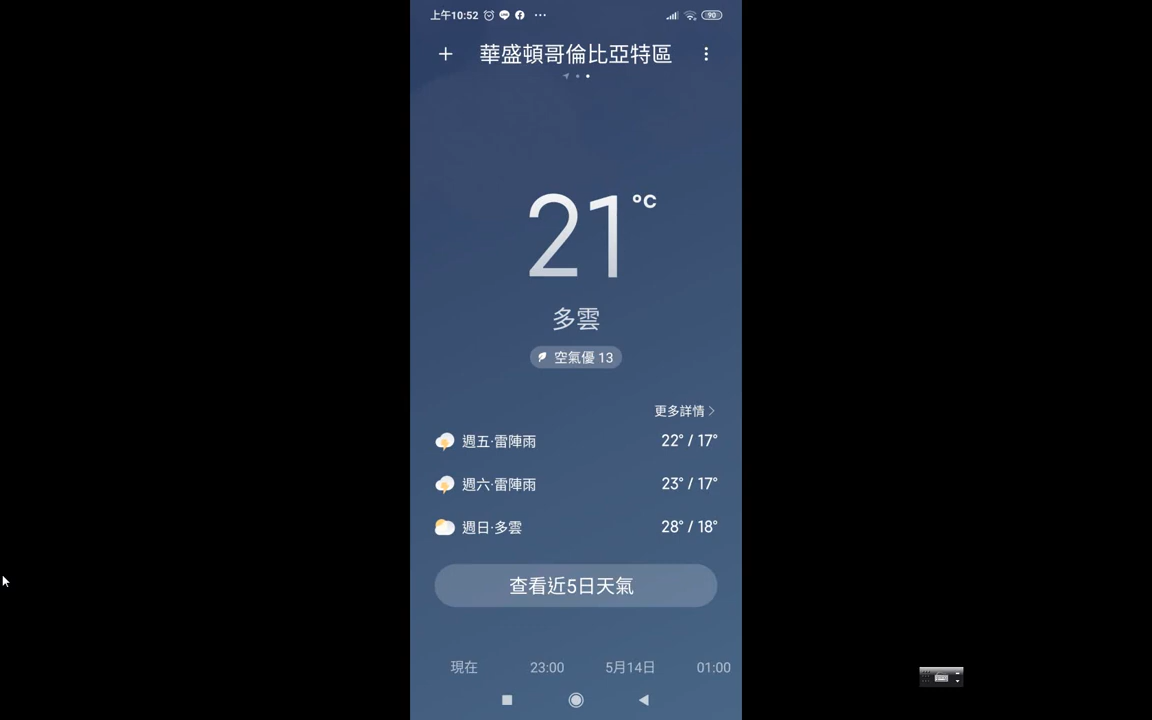 上午10:52 ... 90
+ 華盛頓哥倫比亞特區
21°C
多雲
空氣優 13
更多詳情 >
週五·雷陣雨 22° / 17°
週六·雷陣雨 23° / 17°
週日·多雲 28° / 18°
查看近5日天氣
現在 23:00 5月14日 01:00